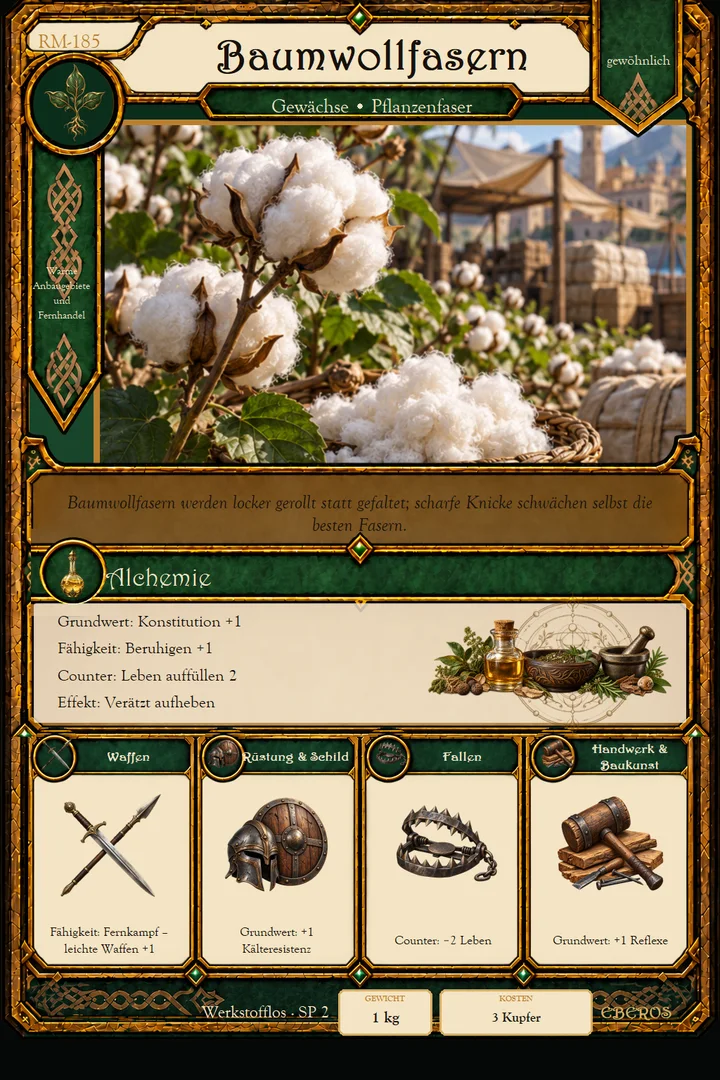 RM-185
Baumwollfasern
gewöhnlich
Gewächse • Pflanzenfaser
Warme
Anbaugebiete
und
Fernhandel
Baumwollfasern werden locker gerollt statt gefaltet; scharfe Knicke schwächen selbst die
besten Fasern.
Alchemie
Grundwert: Konstitution +1
Fähigkeit: Beruhigen +1
Counter: Leben auffüllen 2
Effekt: Verätzt aufheben
Waffen
Fähigkeit: Fernkampf –
leichte Waffen +1
Rüstung & Schild
Grundwert: +1
Kälteresistenz
Fallen
Counter: −2 Leben
Handwerk &
Baukunst
Grundwert: +1 Reflexe
Werkstofflos · SP 2
GEWICHT
1 kg
KOSTEN
3 Kupfer
EBEROS